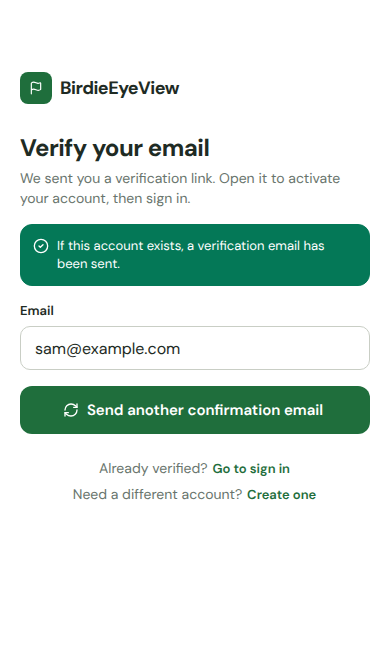 BirdieEyeView
Verify your email
We sent you a verification link. Open it to activate
your account, then sign in.
If this account exists, a verification email has
been sent.
Email
sam@example.com
Send another confirmation email
Already verified? Go to sign in
Need a different account? Create one